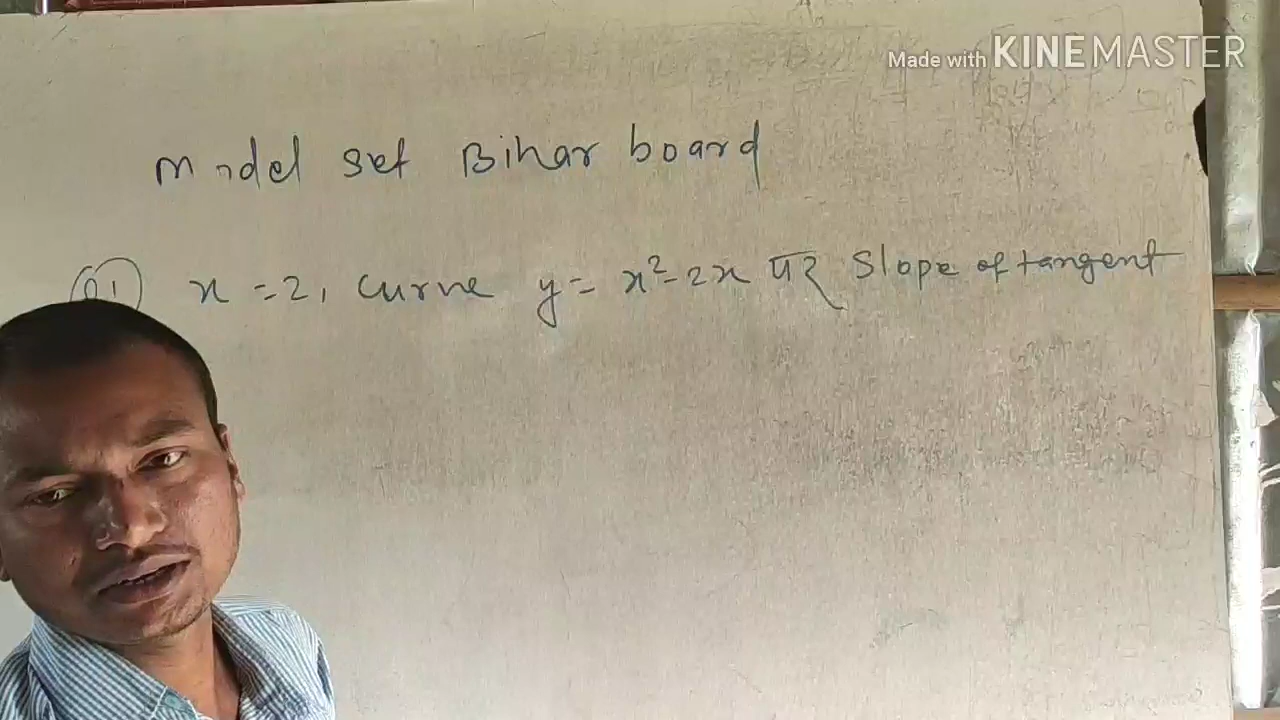 Made with KINEMASTER
Model set Bihar board
Q1 x = 2, curve y = x²-2x पर slope of tangent